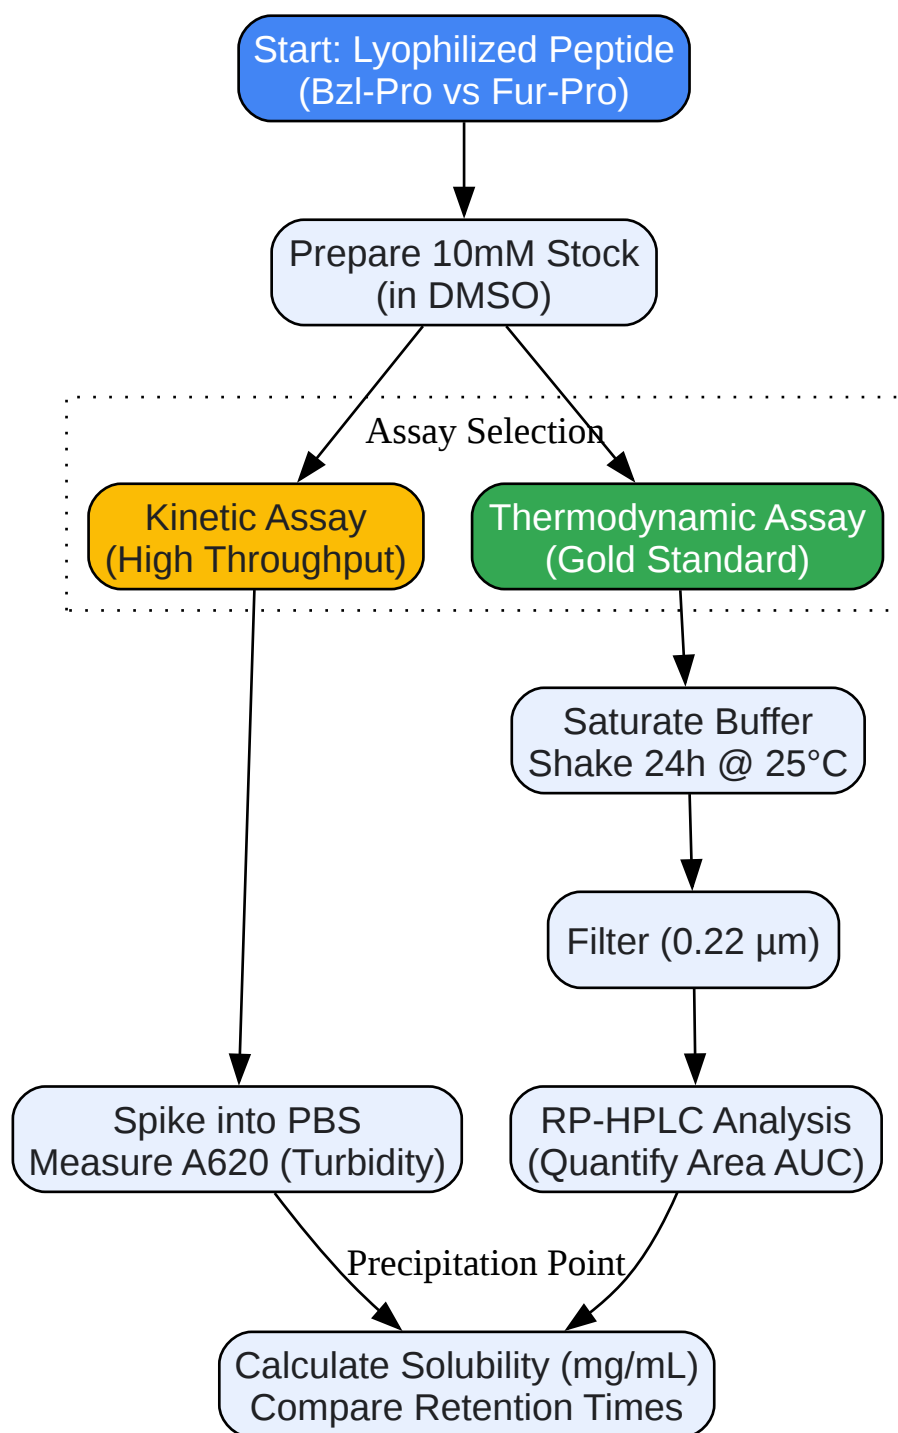 Start: Lyophilized Peptide
(Bzl-Pro vs Fur-Pro)
Prepare 10mM Stock
(in DMSO)
Assay Selection
Kinetic Assay
(High Throughput)
Thermodynamic Assay
(Gold Standard)
Saturate Buffer
Shake 24h @ 25°C
Filter (0.22 µm)
Spike into PBS
Measure A620 (Turbidity)
RP-HPLC Analysis
(Quantify Area AUC)
Precipitation Point
Calculate Solubility (mg/mL)
Compare Retention Times